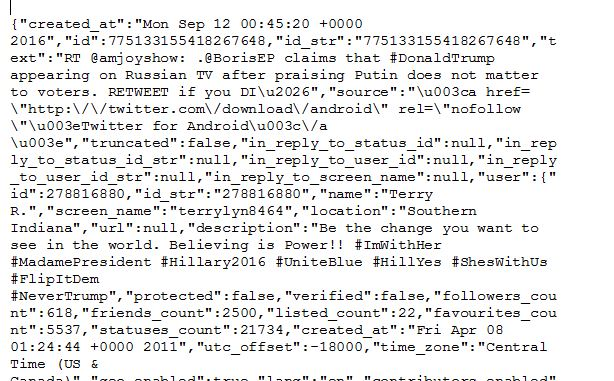 {"created_at":"Mon Sep 12 00:45:20 +0000
2016","id":775133155418267648,"id_str":"775133155418267648","t
ext":"RT @amjoyshow: .@BorisEP claims that #DonaldTrump
appearing on Russian TV after praising Putin does not matter
to voters. RETWEET if you DI\u2026","source":"\u003ca href=
\"http:\/\/twitter.com\/download\/android\" rel=\"nofollow
\"\u003eTwitter for Android\u003c\/a
\u003e","truncated":false,"in_reply_to_status_id":null,"in_rep
ly_to_status_id_str":null,"in_reply_to_user_id":null,"in_reply
_to_user_id_str":null,"in_reply_to_screen_name":null,"user":{"
id":278816880,"id_str":"278816880","name":"Terry
R.","screen_name":"terrylyn8464","location":"Southern
Indiana","url":null,"description":"Be the change you want to
see in the world. Believing is Power!! #ImWithHer
#MadamePresident #Hillary2016 #UniteBlue #HillYes #ShesWithUs
#FlipItDem
#NeverTrump","protected":false,"verified":false,"followers_cou
nt":618,"friends_count":2500,"listed_count":22,"favourites_cou
nt":5537,"statuses_count":21734,"created_at":"Fri Apr 08
01:24:44 +0000 2011","utc_offset":-18000,"time_zone":"Central
Time (US &
Canada)","geo_enabled":true,"lang":"en","contributors_enabled"